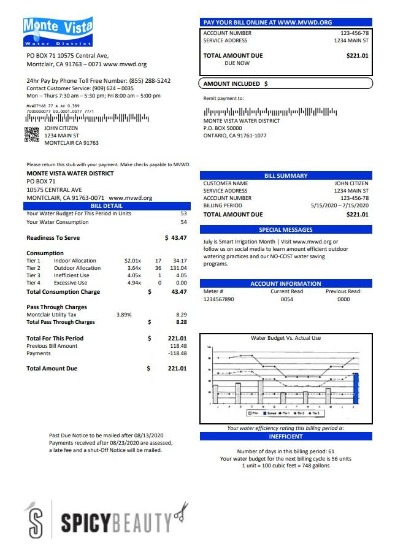 Monte Vista
Water District
PO BOX 71 10575 Central Ave,
Montclair, CA 91763 – 0071 www.mvwd.org
24hr Pay by Phone Toll Free Number: (855) 288-5242
Contact Customer Service: (909) 624 – 0035
Mon – Thurs 7:30 am – 5:30 pm; Fri 8:00 am – 5:00 pm
JOHN CITIZEN
1234 MAIN ST
MONTCLAIR CA 91763
PAY YOUR BILL ONLINE AT WWW.MVWD.ORG
ACCOUNT NUMBER 123-456-78
SERVICE ADDRESS 1234 MAIN ST
TOTAL AMOUNT DUE $221.01
DUE NOW
AMOUNT INCLUDED $
Remit payment to:
MONTE VISTA WATER DISTRICT
P.O. BOX 50000
ONTARIO, CA 91761-1077
Please return this stub with your payment. Make checks payable to MVWD.
MONTE VISTA WATER DISTRICT
PO BOX 71
10575 CENTRAL AVE
MONTCLAIR, CA 91763-0071 www.mvwd.org
BILL DETAIL
Your Water Budget For This Period In Units 53
Your Water Consumption 54
Readiness To Serve $ 43.47
Consumption
Tier 1 Indoor Allocation $2.01x 17 34.17
Tier 2 Outdoor Allocation 3.64x 36 131.04
Tier 3 Inefficient Use 4.05x 1 4.05
Tier 4 Excessive Use 4.94x 0 0.00
Total Consumption Charge $ 43.47
Pass Through Charges
Montclair Utility Tax 3.89% 8.29
Total Pass Through Charges $ 8.28
Total For This Period $ 221.01
Previous Bill Amount 118.48
Payments -118.48
Total Amount Due $ 221.01
Past Due Notice to be mailed after 08/13/2020
Payments received after 08/23/2020 are assessed,
a late fee and a shut-Off Notice will be mailed.
BILL SUMMARY
CUSTOMER NAME JOHN CITIZEN
SERVICE ADDRESS 1234 MAIN ST
ACCOUNT NUMBER 123-456-78
BILLING PERIOD 5/15/2020 – 7/15/2020
TOTAL AMOUNT DUE $221.01
SPECIAL MESSAGES
July is Smart Irrigation Month | Visit www.mvwd.org or
follow us on social media to learn amount efficient outdoor
watering practices and our NO-COST water saving
programs.
ACCOUNT INFORMATION
Meter # Current Read Previous Read
1234567890 0054 0000
Water Budget Vs. Actual Use
Your water efficiency rating this billing period is:
INEFFICIENT
Number of days in this billing period: 61
Your water budget for the next billing cycle is 56 units
1 unit = 100 cubic feet = 748 gallons
SPICYBEAUTY